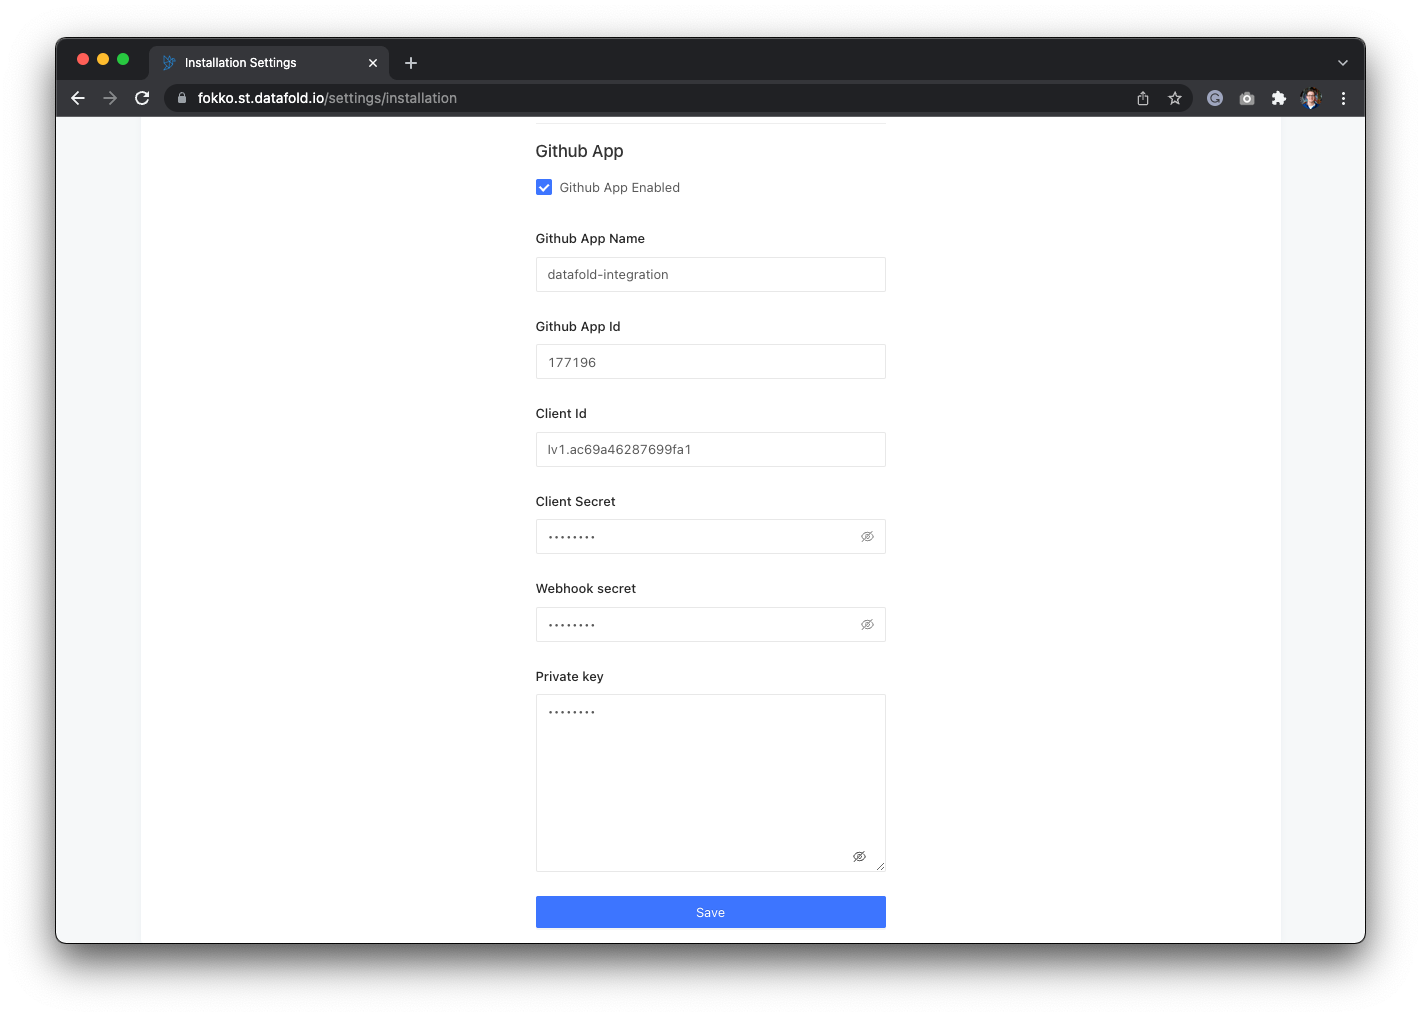 Installation Settings
fokko.st.datafold.io/settings/installation
Github App
Github App Enabled
Github App Name
datafold-integration
Github App Id
177196
Client Id
Iv1.ac69a46287699fa1
Client Secret
••••••••
Webhook secret
••••••••
Private key
••••••••
Save